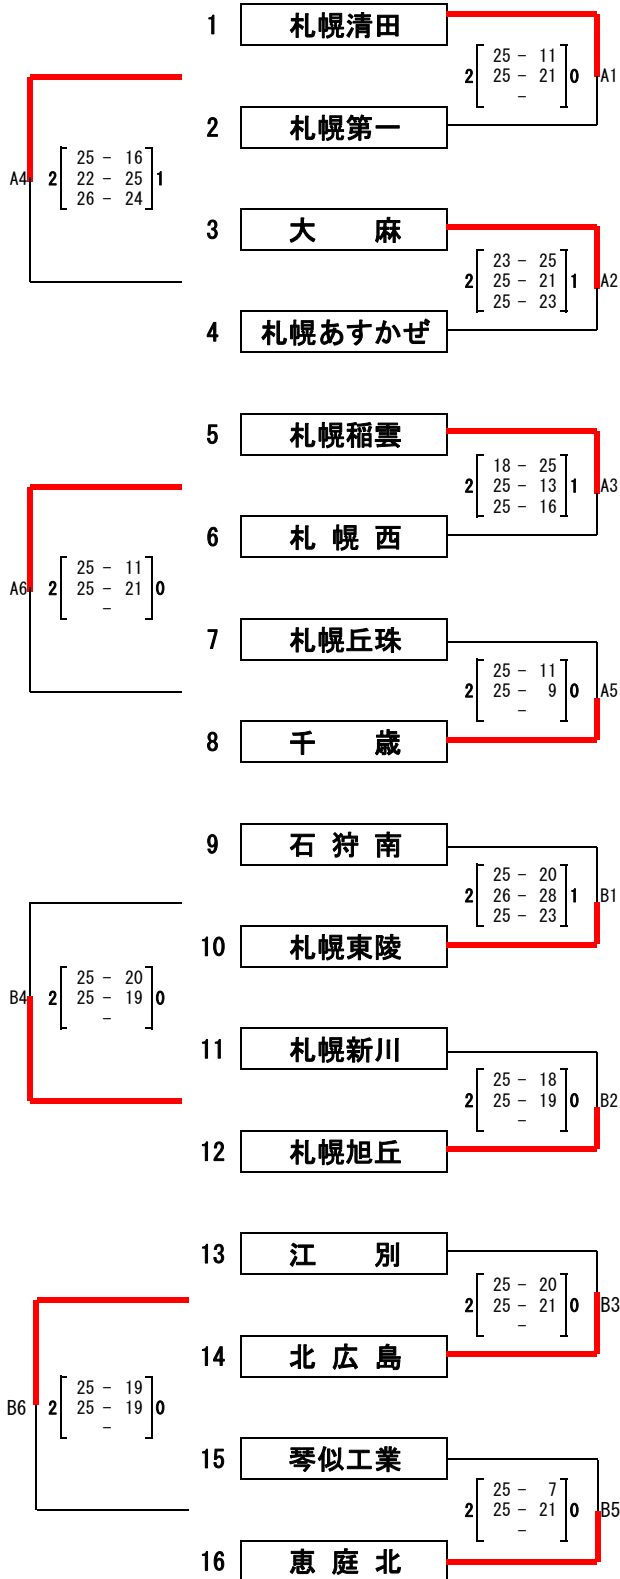 1 札幌清田
25 - 11
2 25 - 21 0 A1
-
2 札幌第一
25 - 16
A4 2 22 - 25 1
26 - 24
3 大 麻
23 - 25
2 25 - 21 1 A2
25 - 23
4 札幌あすかぜ
5 札幌稲雲
18 - 25
2 25 - 13 1 A3
25 - 16
6 札幌西
25 - 11
A6 2 25 - 21 0
-
7 札幌丘珠
25 - 11
2 25 - 9 0 A5
-
8 千 歳
9 石狩南
25 - 20
2 26 - 28 1 B1
25 - 23
10 札幌東陵
25 - 20
B4 2 25 - 19 0
-
11 札幌新川
25 - 18
2 25 - 19 0 B2
-
12 札幌旭丘
13 江 別
25 - 20
2 25 - 21 0 B3
-
14 北広島
25 - 19
B6 2 25 - 19 0
-
15 琴似工業
25 - 7
2 25 - 21 0 B5
-
16 恵庭北